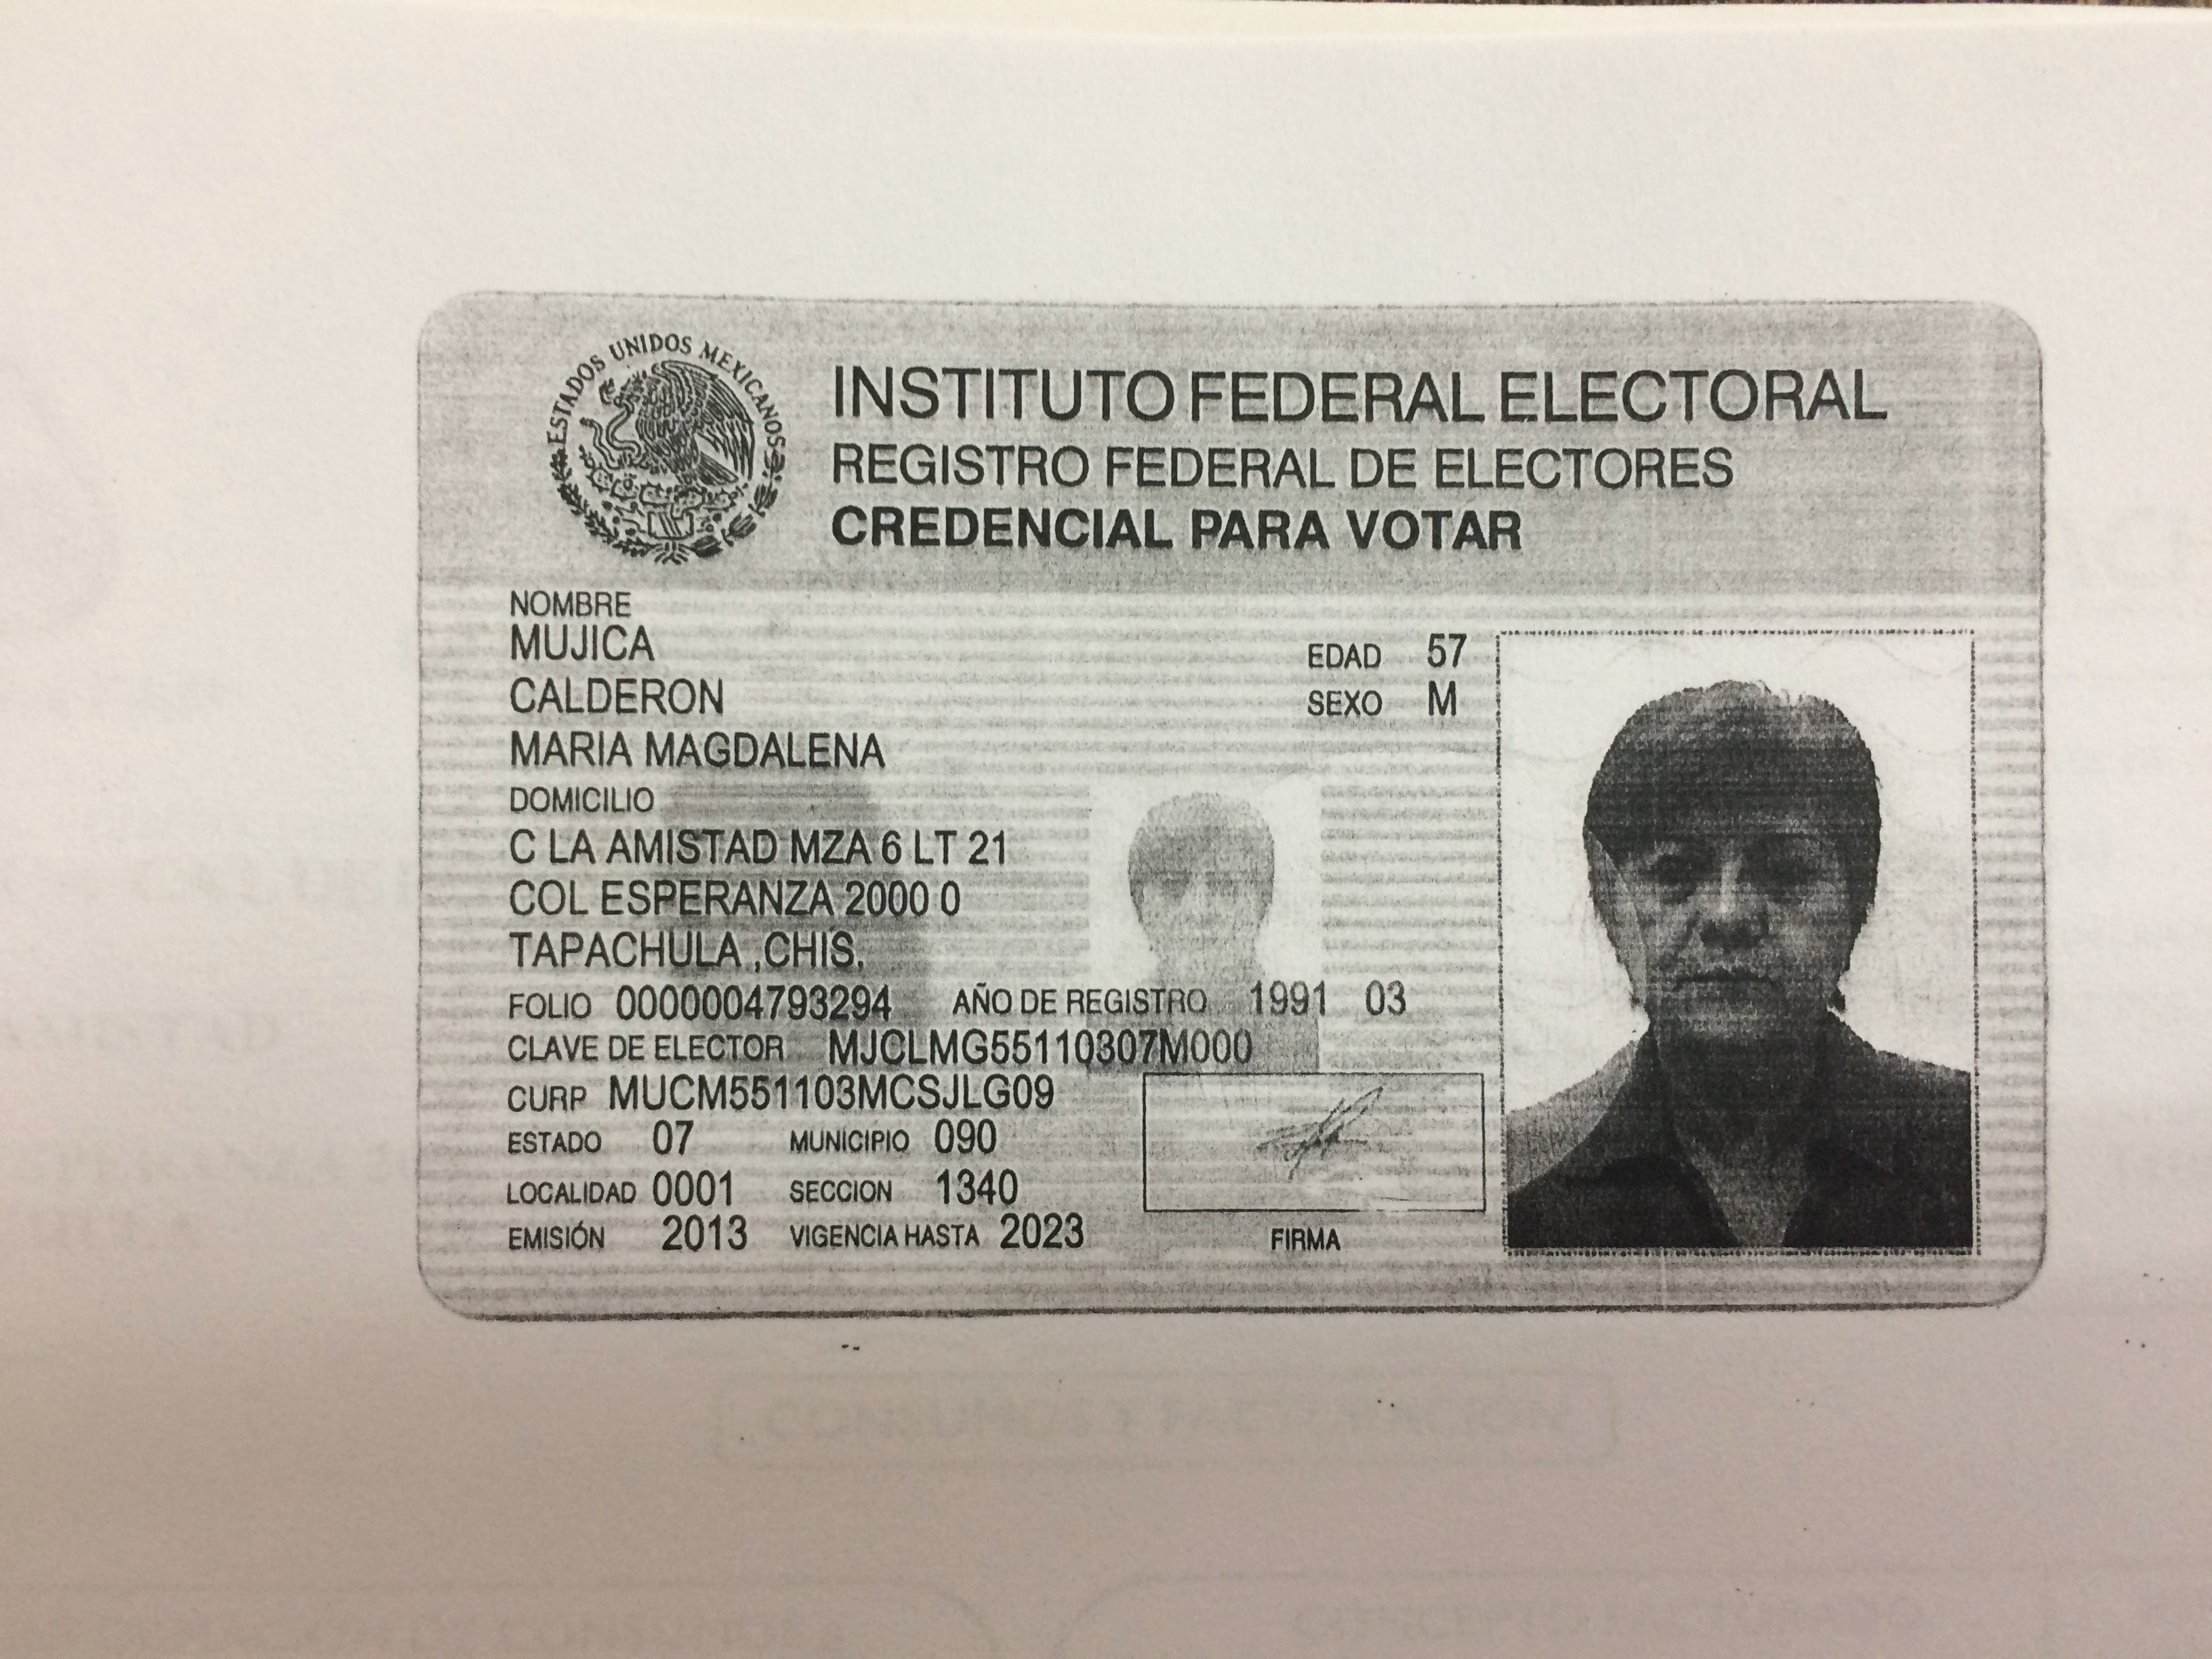 ESTADOS UNIDOS MEXICANOS
INSTITUTO FEDERAL ELECTORAL
REGISTRO FEDERAL DE ELECTORES
CREDENCIAL PARA VOTAR
NOMBRE
MUJICA
CALDERON
MARIA MAGDALENA
EDAD 57
SEXO M
DOMICILIO
C LA AMISTAD MZA 6 LT 21
COL ESPERANZA 2000 0
TAPACHULA ,CHIS.
FOLIO 0000004793294 AÑO DE REGISTRO 1991 03
CLAVE DE ELECTOR MJCLMG55110307M000
CURP MUCM551103MCSJLG09
ESTADO 07 MUNICIPIO 090
LOCALIDAD 0001 SECCION 1340
EMISIÓN 2013 VIGENCIA HASTA 2023
FIRMA
CONSUMOS Y FACTURACION